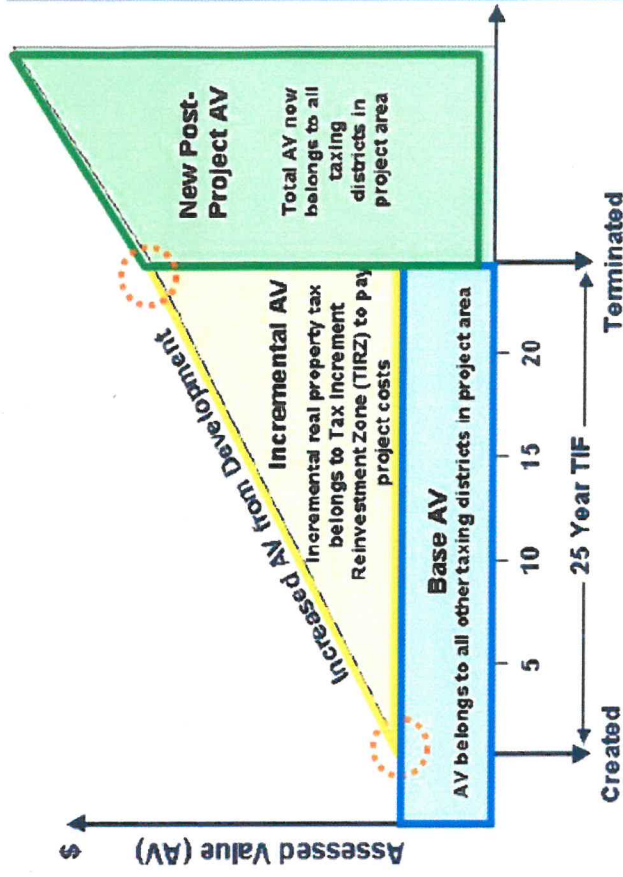 $
Assessed Value (AV)
Increased AV from Development
New Post-
Project AV
Total AV now
belongs to all
taxing
districts in
project area
Incremental AV
Incremental real property tax
belongs to Tax Increment
Reinvestment Zone (TIRZ) to pay
project costs
Base AV
AV belongs to all other taxing districts in project area
5
10
15
20
25 Year TIF
Created
Terminated